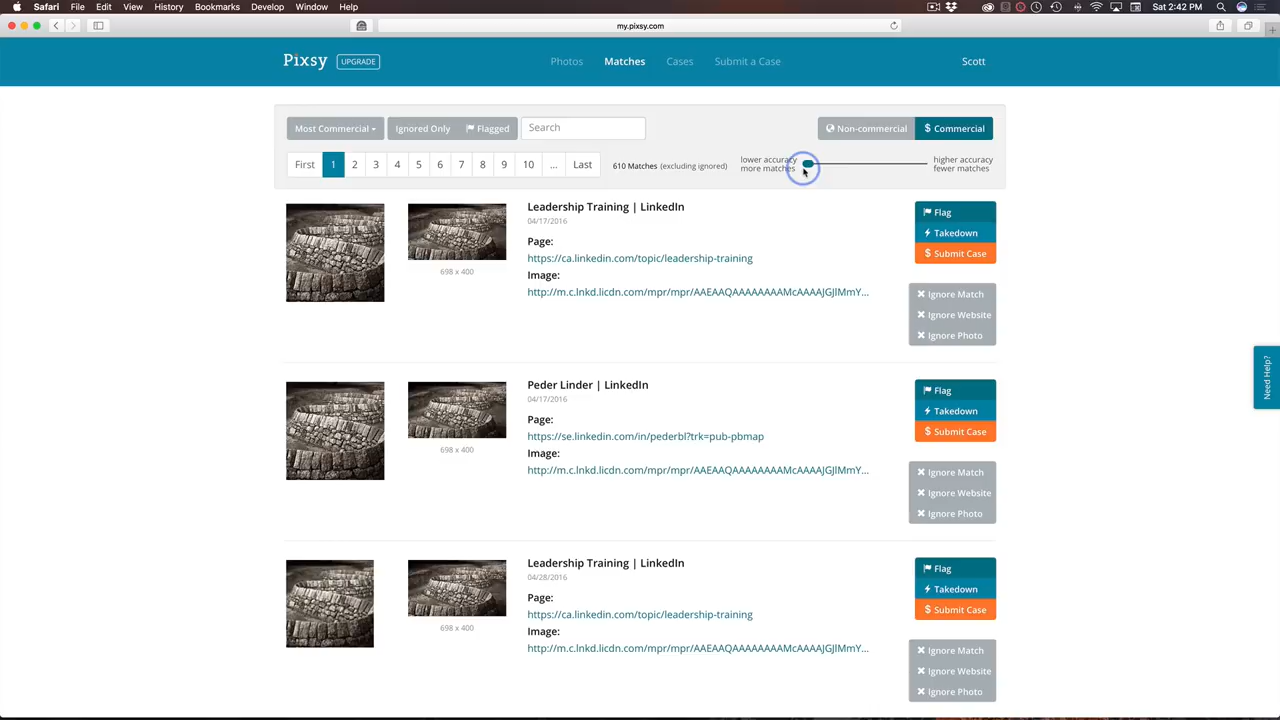 Safari File Edit View History Bookmarks Develop Window Help Sat 2:42 PM
my.pixsy.com
Pixsy UPGRADE Photos Matches Cases Submit a Case Scott
Most Commercial Ignored Only Flagged Search Non-commercial $ Commercial
First 1 2 3 4 5 6 7 8 9 10 ... Last 610 Matches (excluding ignored)
lower accuracy
more matches
higher accuracy
fewer matches
Leadership Training | LinkedIn
04/17/2016
Page:
https://ca.linkedin.com/topic/leadership-training
Image:
http://m.c.lnkd.licdn.com/mpr/mpr/AAEAAQAAAAAAAAMcAAAAJGJlMmY...
698 x 400
Flag
Takedown
$ Submit Case
Ignore Match
Ignore Website
Ignore Photo
Peder Linder | LinkedIn
04/17/2016
Page:
https://se.linkedin.com/in/pederbl?trk=pub-pbmap
Image:
http://m.c.lnkd.licdn.com/mpr/mpr/AAEAAQAAAAAAAAMcAAAAJGJlMmY...
698 x 400
Flag
Takedown
$ Submit Case
Ignore Match
Ignore Website
Ignore Photo
Need Help?
Leadership Training | LinkedIn
04/28/2016
Page:
https://ca.linkedin.com/topic/leadership-training
Image:
http://m.c.lnkd.licdn.com/mpr/mpr/AAEAAQAAAAAAAAMcAAAAJGJlMmY...
698 x 400
Flag
Takedown
$ Submit Case
Ignore Match
Ignore Website
Ignore Photo